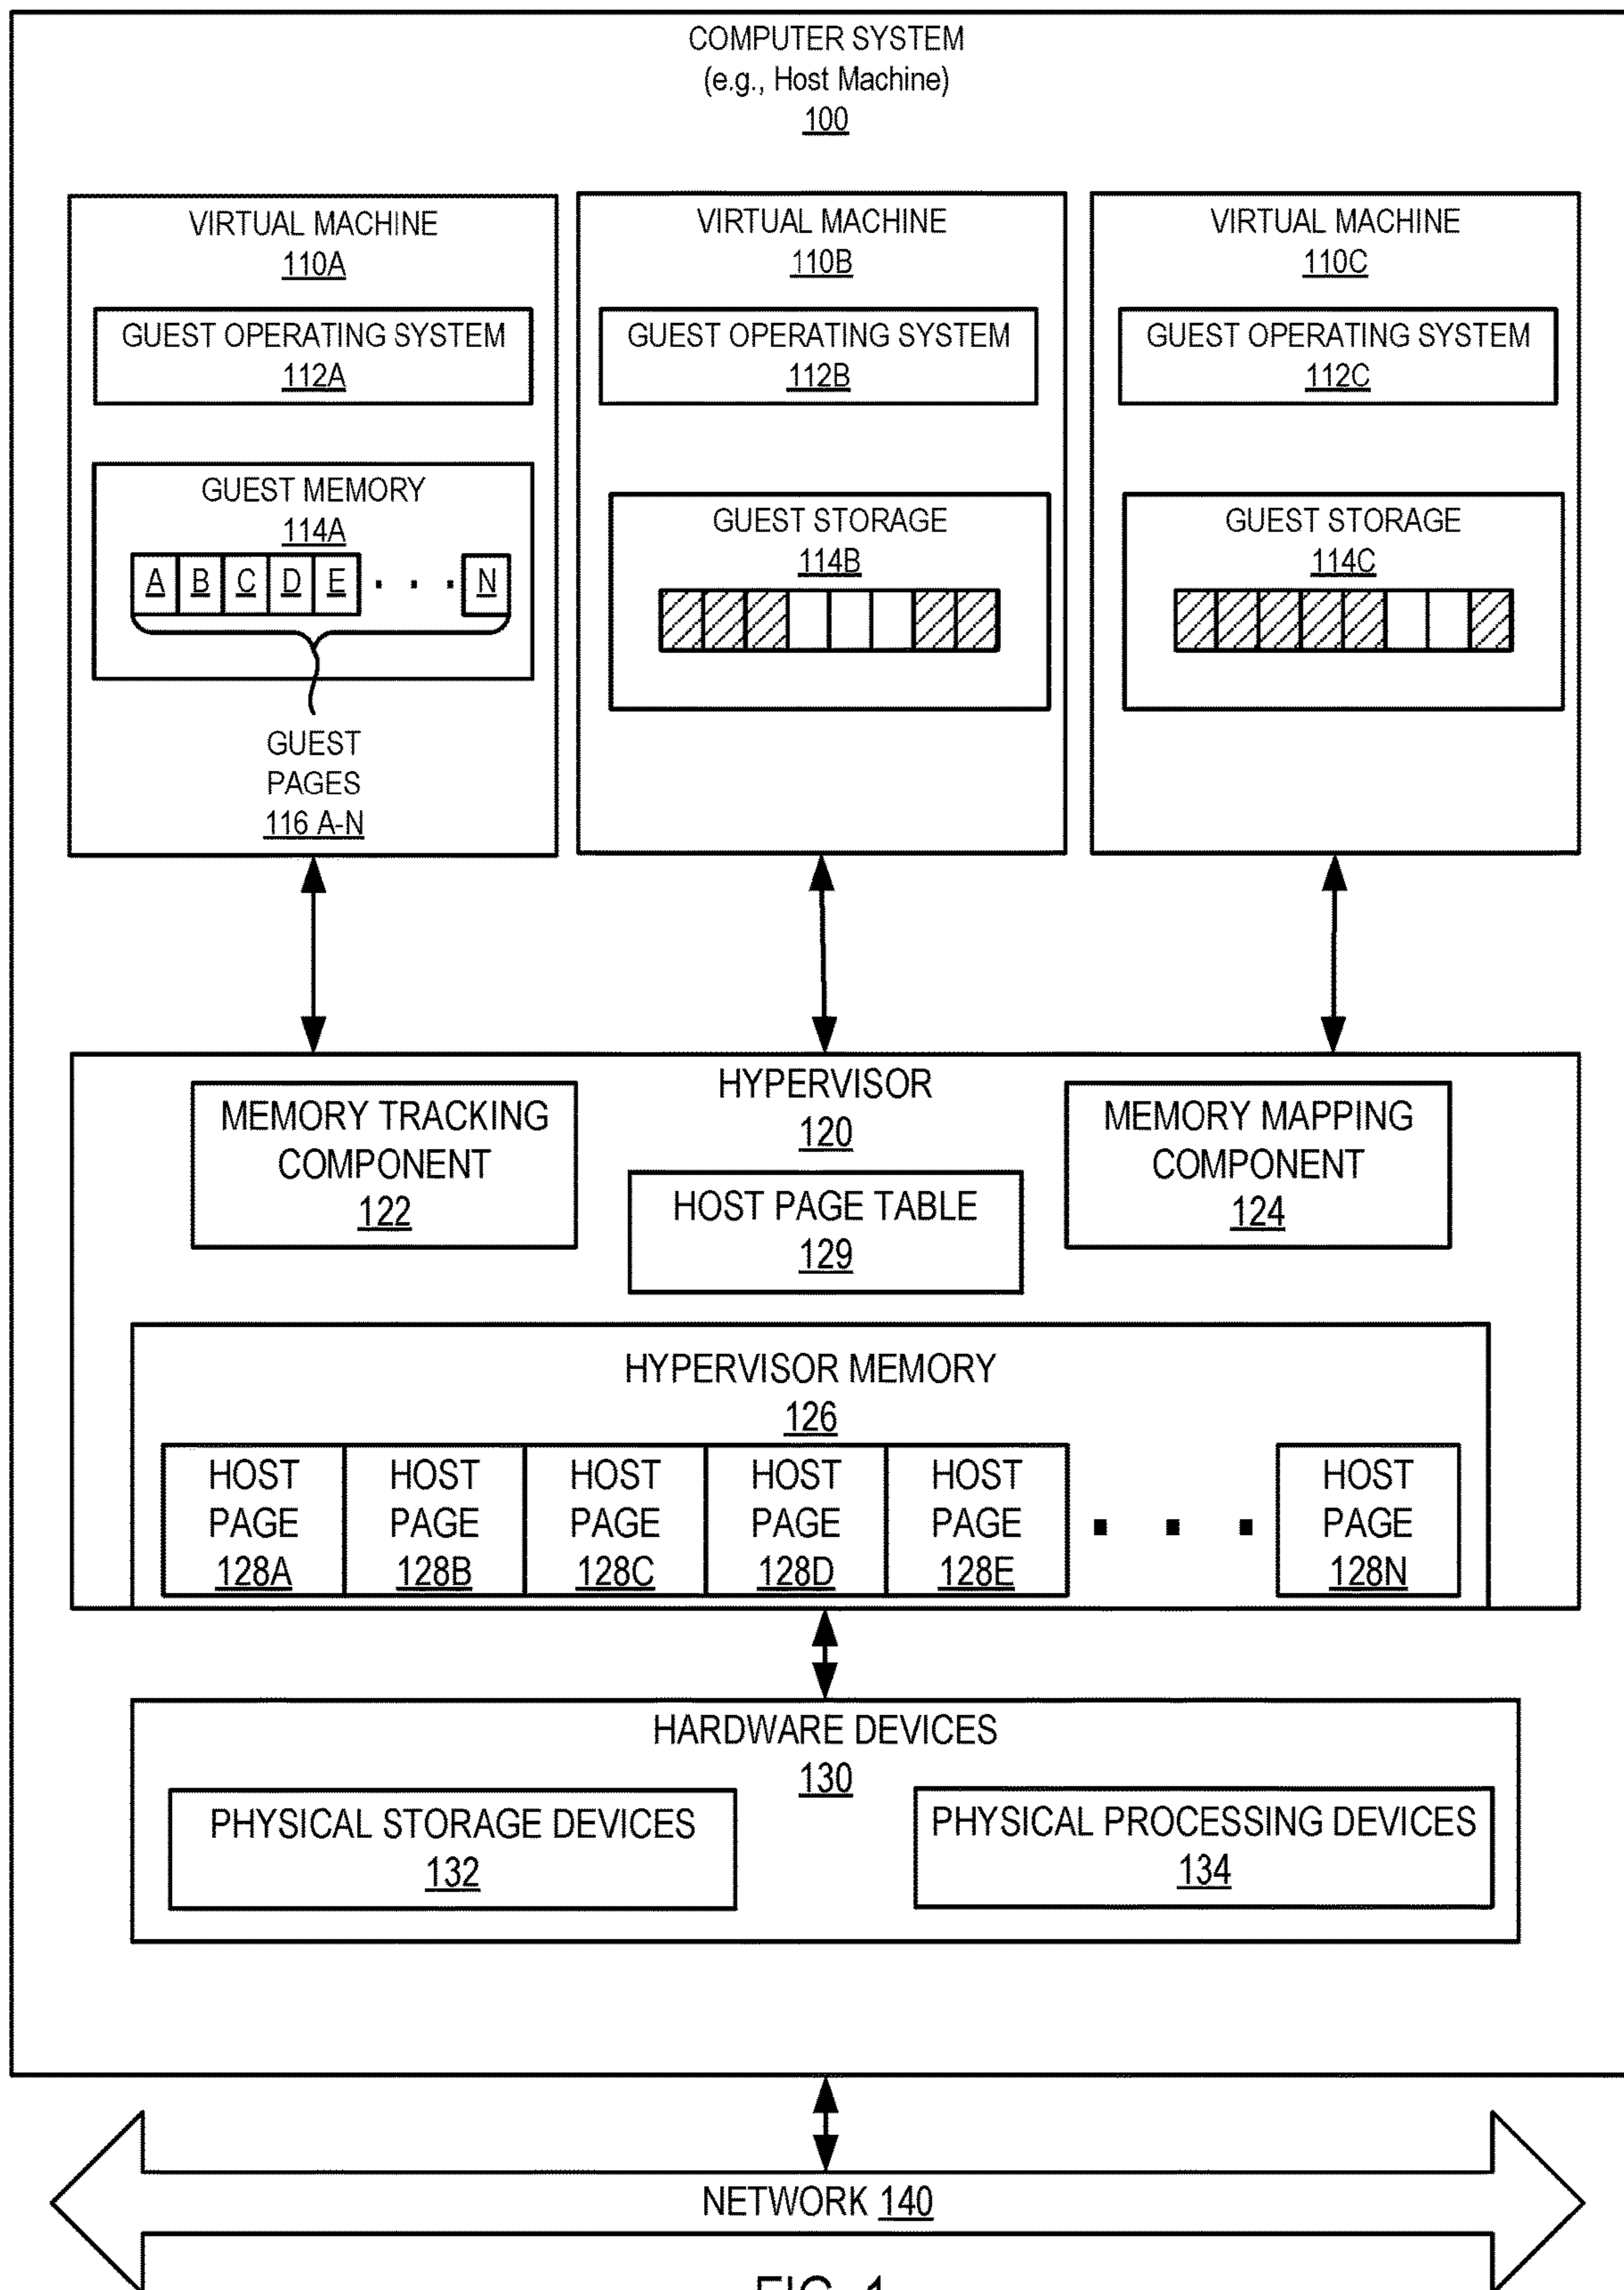 COMPUTER SYSTEM
(e.g., Host Machine)
100
VIRTUAL MACHINE
110A
GUEST OPERATING SYSTEM
112A
GUEST MEMORY
114A
A B C D E . . . N
GUEST
PAGES
116 A-N
VIRTUAL MACHINE
110B
GUEST OPERATING SYSTEM
112B
GUEST STORAGE
114B
VIRTUAL MACHINE
110C
GUEST OPERATING SYSTEM
112C
GUEST STORAGE
114C
HYPERVISOR
120
MEMORY TRACKING
COMPONENT
122
HOST PAGE TABLE
129
MEMORY MAPPING
COMPONENT
124
HYPERVISOR MEMORY
126
HOST
PAGE
128A
HOST
PAGE
128B
HOST
PAGE
128C
HOST
PAGE
128D
HOST
PAGE
128E
. . .
HOST
PAGE
128N
HARDWARE DEVICES
130
PHYSICAL STORAGE DEVICES
132
PHYSICAL PROCESSING DEVICES
134
NETWORK 140
FIG. 1